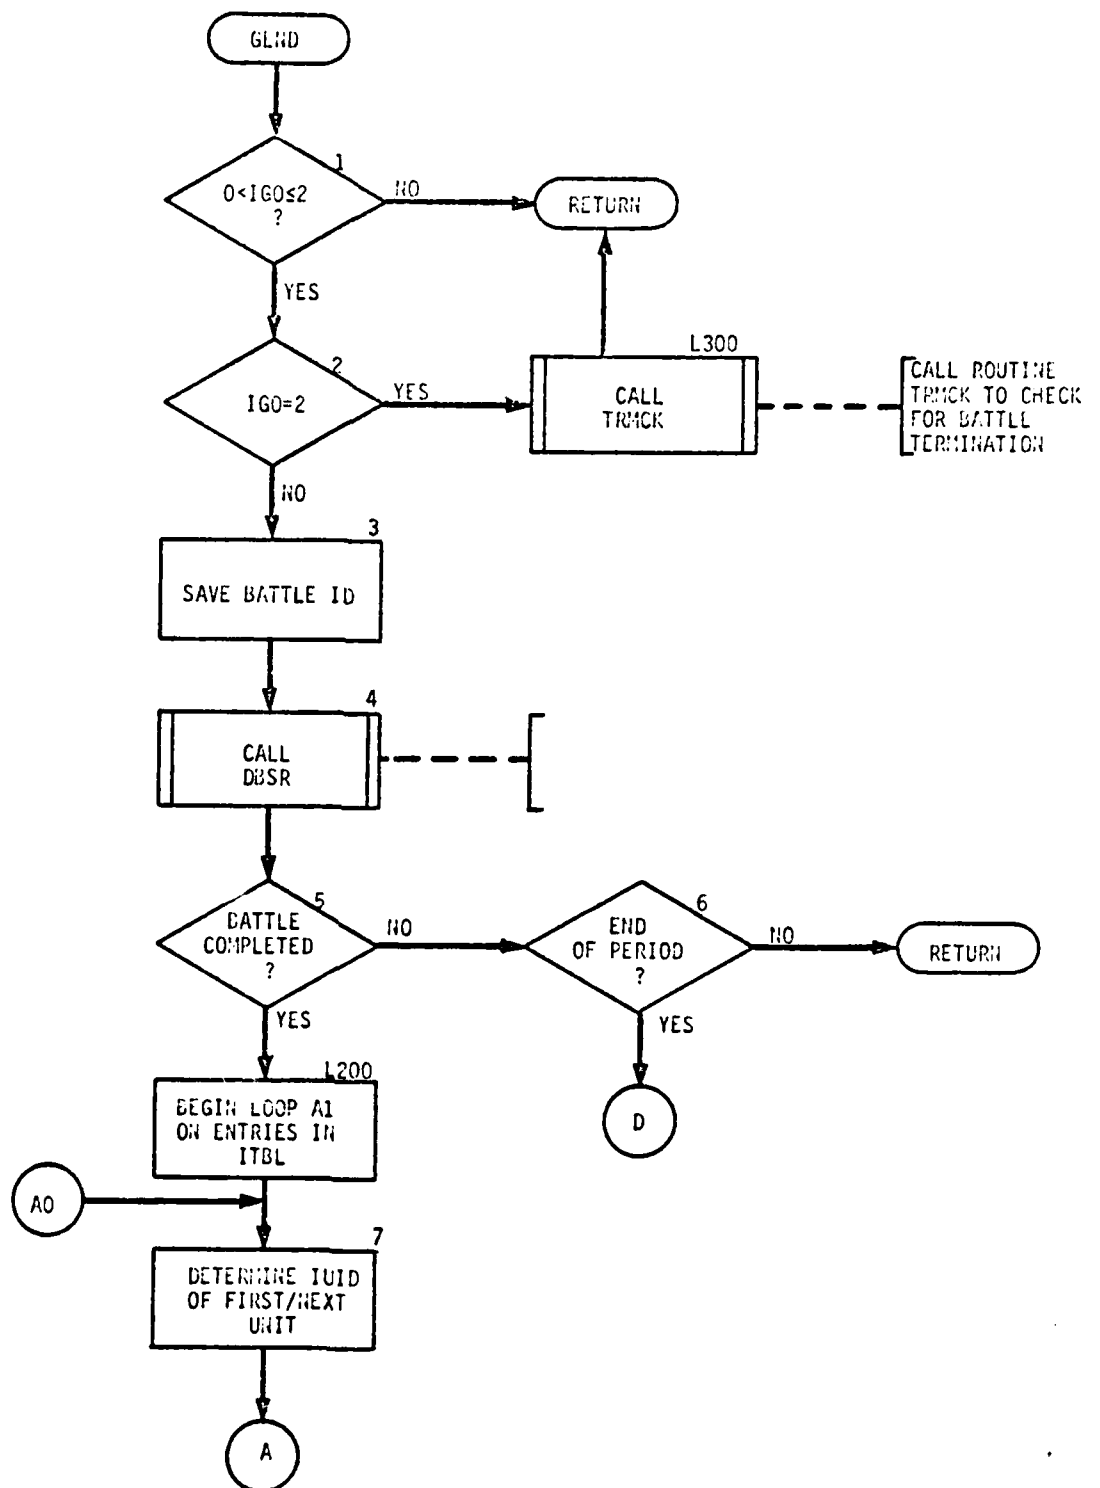 GLND
1
0<IGO≤2
?
NO
RETURN
YES
2
IGO=2
YES
L300
CALL
TRMCK
CALL ROUTINE
TRMCK TO CHECK
FOR BATTLE
TERMINATION
NO
3
SAVE BATTLE ID
4
CALL
DBSR
5
BATTLE
COMPLETED
?
NO
6
END
OF PERIOD
?
NO
RETURN
YES
YES
D
L200
BEGIN LOOP A1
ON ENTRIES IN
ITBL
A0
7
DETERMINE IUID
OF FIRST/NEXT
UNIT
A